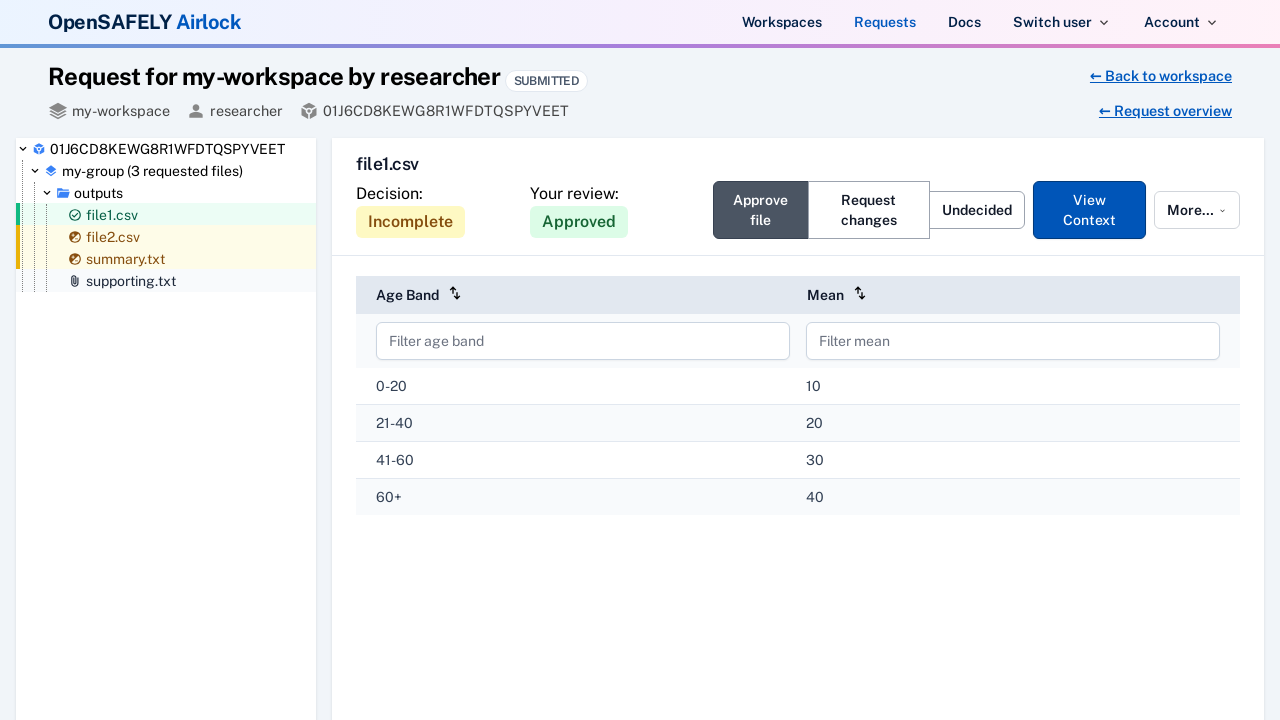 OpenSAFELY Airlock
Workspaces Requests Docs Switch user Account
Request for my-workspace by researcher SUBMITTED
← Back to workspace
my-workspace researcher 01J6CD8KEWG8R1WFDTQSPYVEET
← Request overview
01J6CD8KEWG8R1WFDTQSPYVEET
my-group (3 requested files)
outputs
file1.csv
file2.csv
summary.txt
supporting.txt
file1.csv
Decision:
Incomplete
Your review:
Approved
Approve
file
Request
changes
Undecided
View
Context
More...
Age Band Mean
Filter age band Filter mean
0-20 10
21-40 20
41-60 30
60+ 40